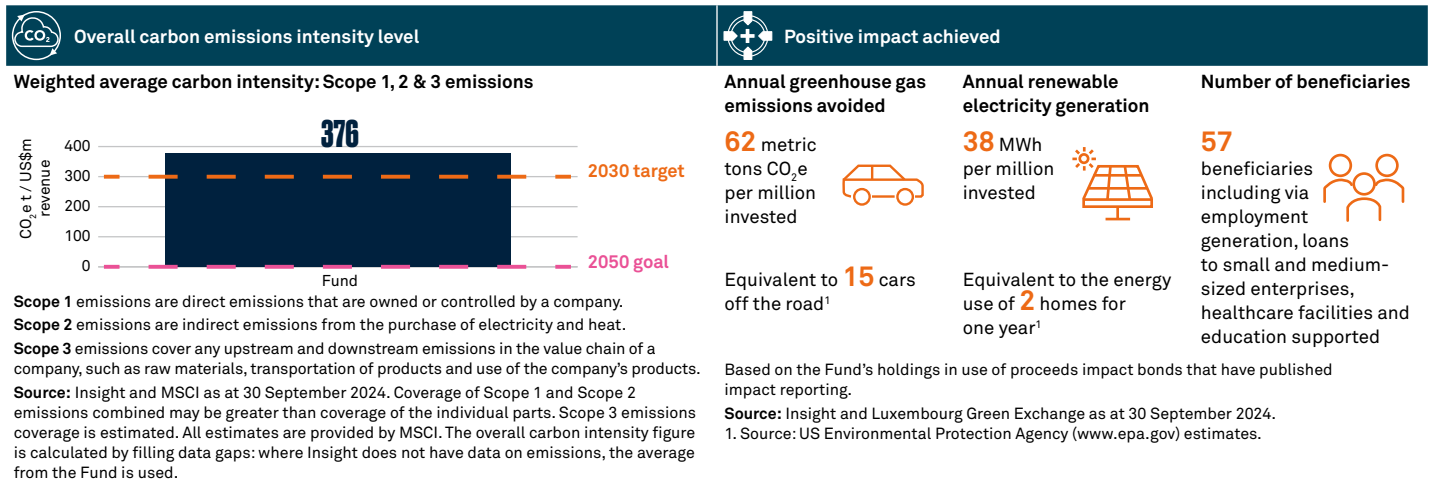 CO₂
Overall carbon emissions intensity level
Weighted average carbon intensity: Scope 1, 2 & 3 emissions
CO₂e t / US$m
revenue
400
300
200
100
0
376
2030 target
2050 goal
Fund
Scope 1 emissions are direct emissions that are owned or controlled by a company.
Scope 2 emissions are indirect emissions from the purchase of electricity and heat.
Scope 3 emissions cover any upstream and downstream emissions in the value chain of a
company, such as raw materials, transportation of products and use of the company's products.
Source: Insight and MSCI as at 30 September 2024. Coverage of Scope 1 and Scope 2
emissions combined may be greater than coverage of the individual parts. Scope 3 emissions
coverage is estimated. All estimates are provided by MSCI. The overall carbon intensity figure
is calculated by filling data gaps: where Insight does not have data on emissions, the average
from the Fund is used.
Positive impact achieved
Annual greenhouse gas
emissions avoided
62 metric
tons CO₂e
per million
invested
Equivalent to 15 cars
off the road¹
Annual renewable
electricity generation
38 MWh
per million
invested
Equivalent to the energy
use of 2 homes for
one year¹
Number of beneficiaries
57
beneficiaries
including via
employment
generation, loans
to small and medium-
sized enterprises,
healthcare facilities and
education supported
Based on the Fund's holdings in use of proceeds impact bonds that have published
impact reporting.
Source: Insight and Luxembourg Green Exchange as at 30 September 2024.
1. Source: US Environmental Protection Agency (www.epa.gov) estimates.